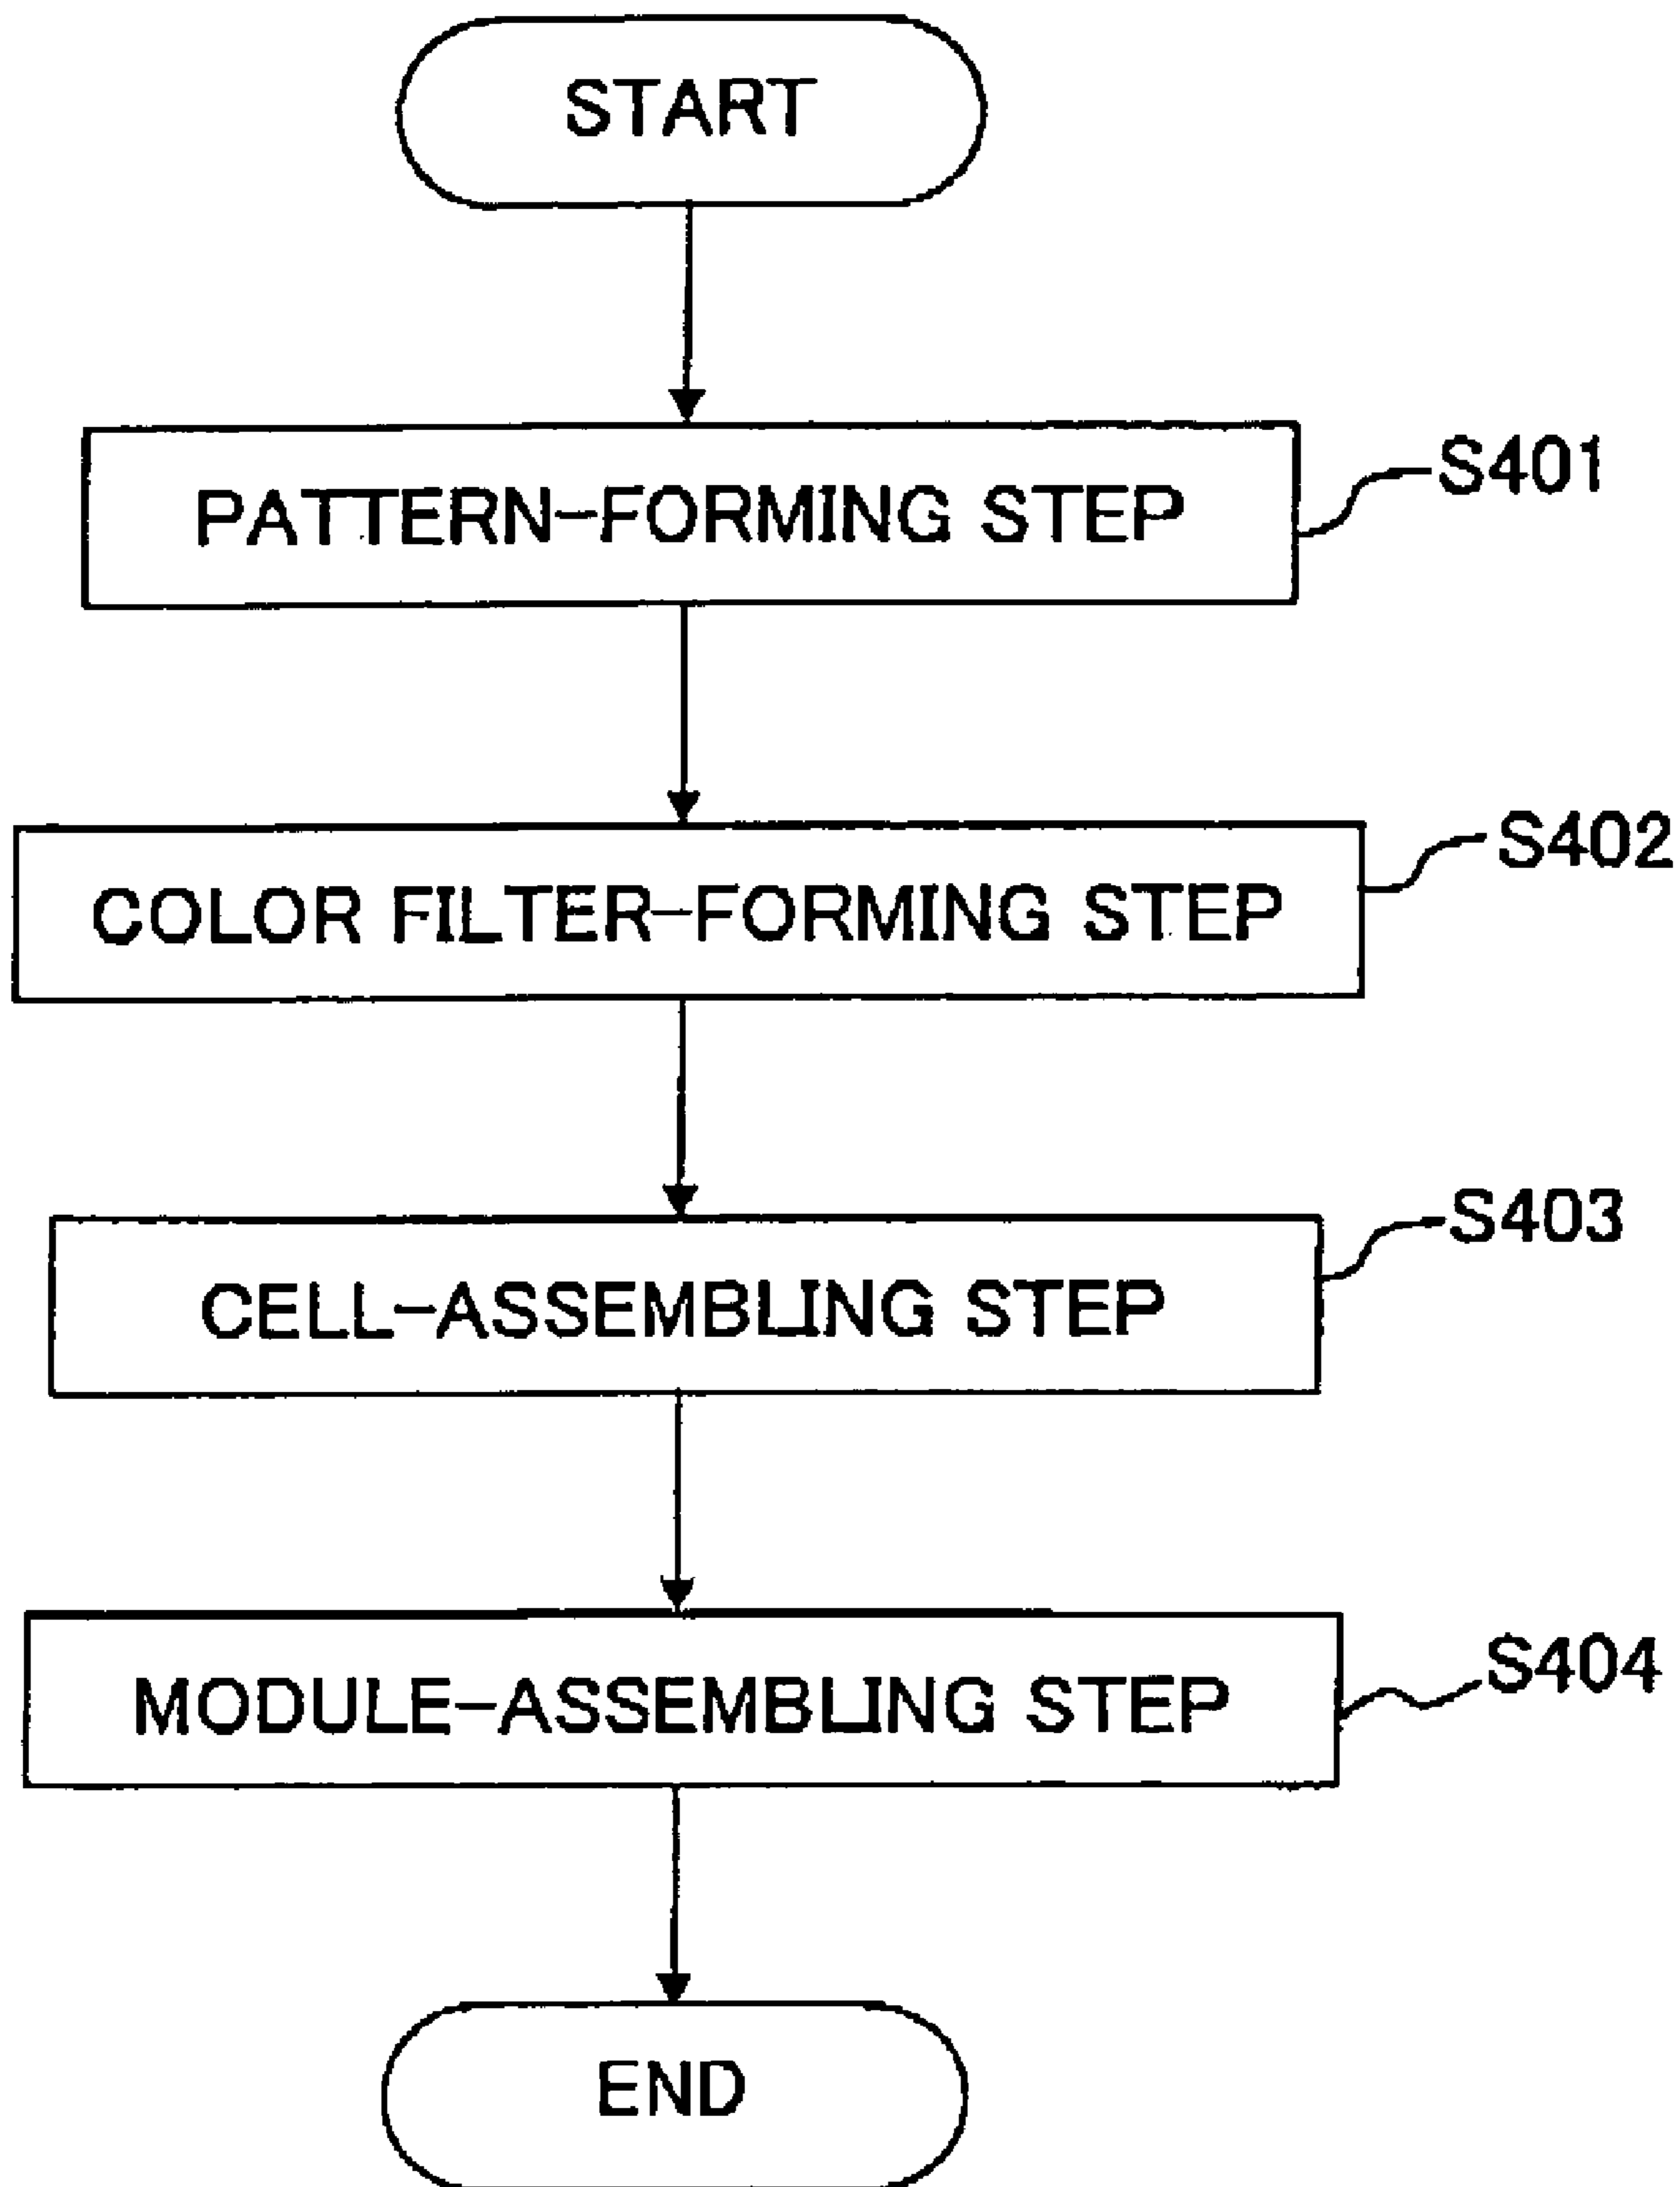 START
PATTERN-FORMING STEP
S401
COLOR FILTER-FORMING STEP
S402
CELL-ASSEMBLING STEP
S403
MODULE-ASSEMBLING STEP
S404
END